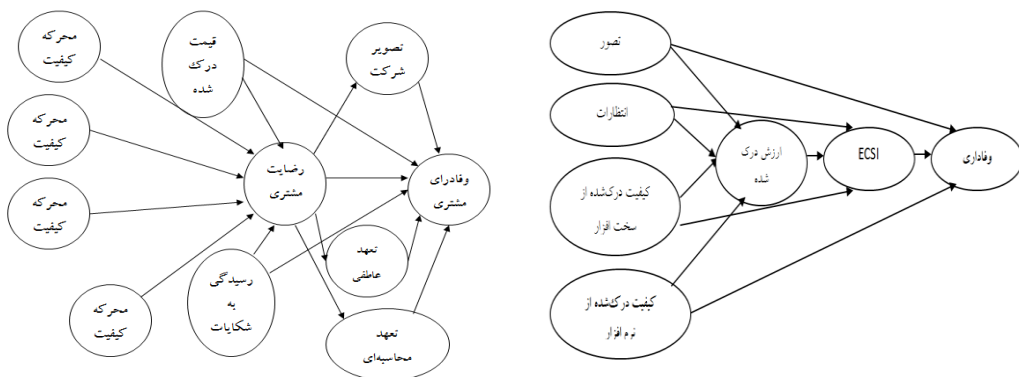 محرکه
کیفیت
قیمت
درک
شده
تصویر
شرکت
محرکه
کیفیت
رضایت
مشتری
وفادرای
مشتری
محرکه
کیفیت
تعهد
عاطفی
رسیدگی
به
شکایات
محرکه
کیفیت
تعهد
محاسبه‌ای
تصور
انتظارات
ارزش درک
شده
ECSI
وفاداری
کیفیت درک‌شده از
سخت افزار
کیفیت درک‌شده از
نرم افزار